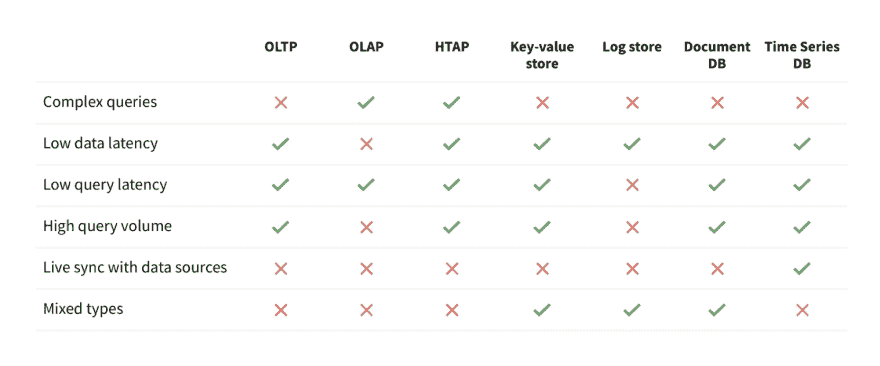 OLTP OLAP HTAP Key-value store Log store Document DB Time Series DB
Complex queries
Low data latency
Low query latency
High query volume
Live sync with data sources
Mixed types